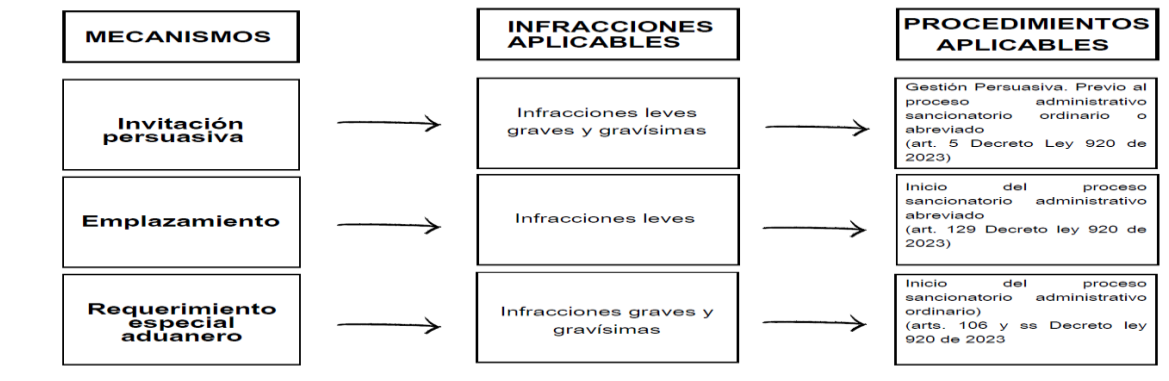 MECANISMOS
INFRACCIONES
APLICABLES
PROCEDIMIENTOS
APLICABLES
Invitación
persuasiva
Infracciones leves
graves y gravísimas
Gestión Persuasiva. Previo al
proceso administrativo
sancionatorio ordinario o
abreviado
(art. 5 Decreto Ley 920 de
2023)
Emplazamiento
Infracciones leves
Inicio del proceso
sancionatorio administrativo
abreviado
(art. 129 Decreto ley 920 de
2023)
Requerimiento
especial
aduanero
Infracciones graves y
gravísimas
Inicio del proceso
sancionatorio administrativo
ordinario)
(arts. 106 y ss Decreto ley
920 de 2023